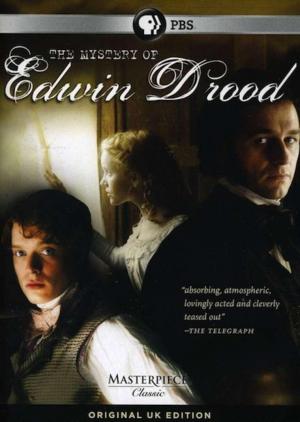 PBS
THE MYSTERY OF
Edwin Drood
"absorbing, atmospheric,
lovingly acted and cleverly
teased out"
–THE TELEGRAPH
MASTERPIECE
Classic
ORIGINAL UK EDITION